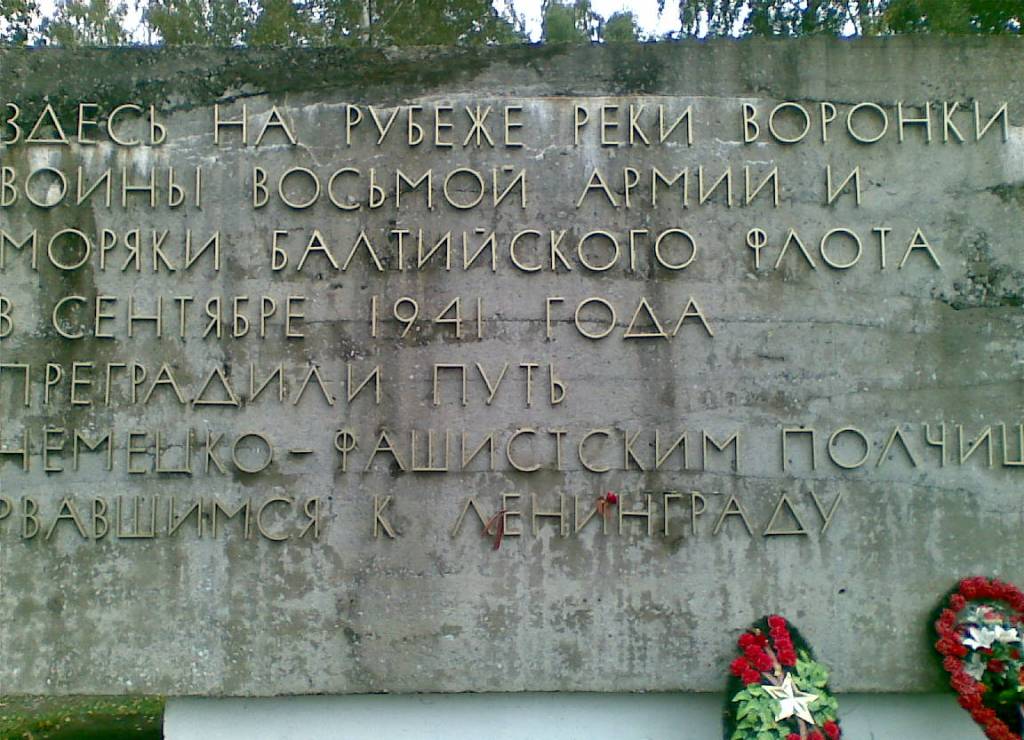 ЗДЕСЬ НА РУБЕЖЕ РЕКИ ВОРОНКИ
ВОИНЫ ВОСЬМОЙ АРМИИ И
МОРЯКИ БАЛТИЙСКОГО ФЛОТА
В СЕНТЯБРЕ 1941 ГОДА
ПРЕГРАДИЛИ ПУТЬ
НЕМЕЦКО-ФАШИСТСКИМ ПОЛЧИЩ
РВАВШИМСЯ К ЛЕНИНГРАДУ